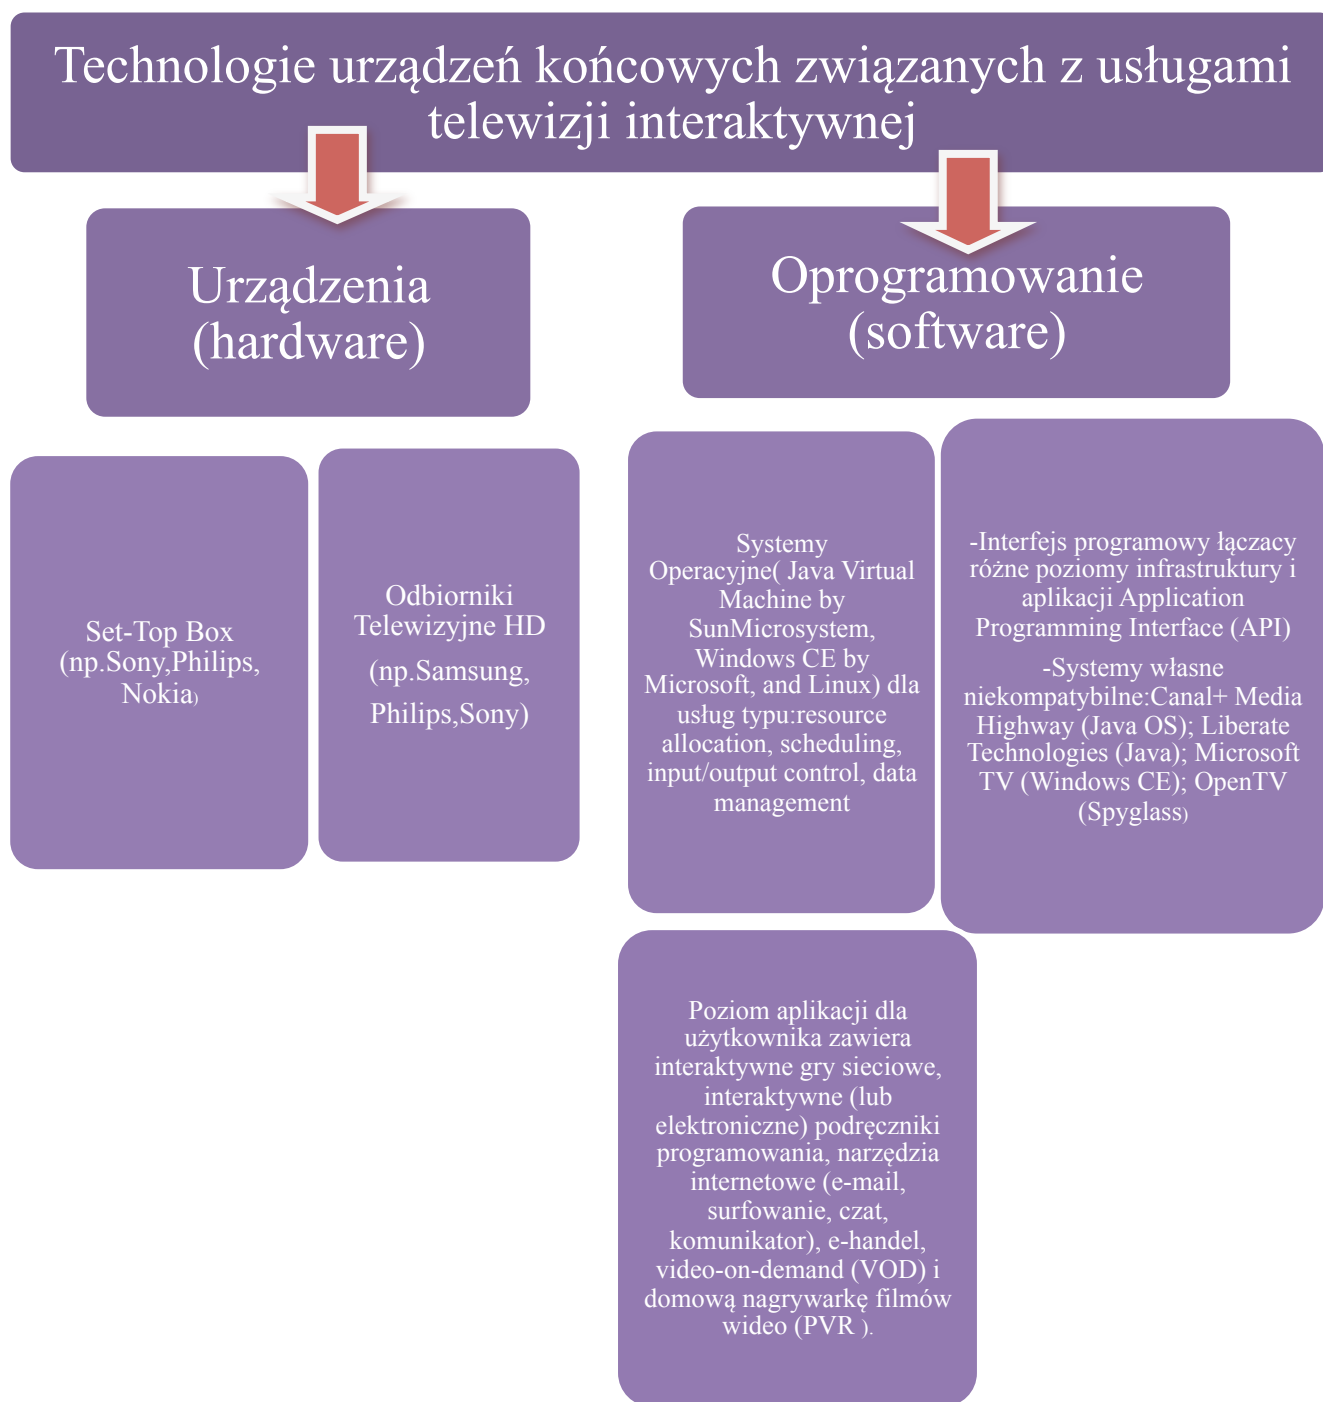 Technologie urządzeń końcowych związanych z usługami
telewizji interaktywnej
Urządzenia
(hardware)
Oprogramowanie
(software)
Set-Top Box
(np.Sony,Philips,
Nokia)
Odbiorniki
Telewizyjne HD
(np.Samsung,
Philips,Sony)
Systemy
Operacyjne( Java Virtual
Machine by
SunMicrosystem,
Windows CE by
Microsoft, and Linux) dla
usług typu:resource
allocation, scheduling,
input/output control, data
management
-Interfejs programowy łączacy
różne poziomy infrastruktury i
aplikacji Application
Programming Interface (API)
-Systemy własne
niekompatybilne:Canal+ Media
Highway (Java OS); Liberate
Technologies (Java); Microsoft
TV (Windows CE); OpenTV
(Spyglass)
Poziom aplikacji dla
użytkownika zawiera
interaktywne gry sieciowe,
interaktywne (lub
elektroniczne) podręczniki
programowania, narzędzia
internetowe (e-mail,
surfowanie, czat,
komunikator), e-handel,
video-on-demand (VOD) i
domową nagrywarkę filmów
wideo (PVR ).